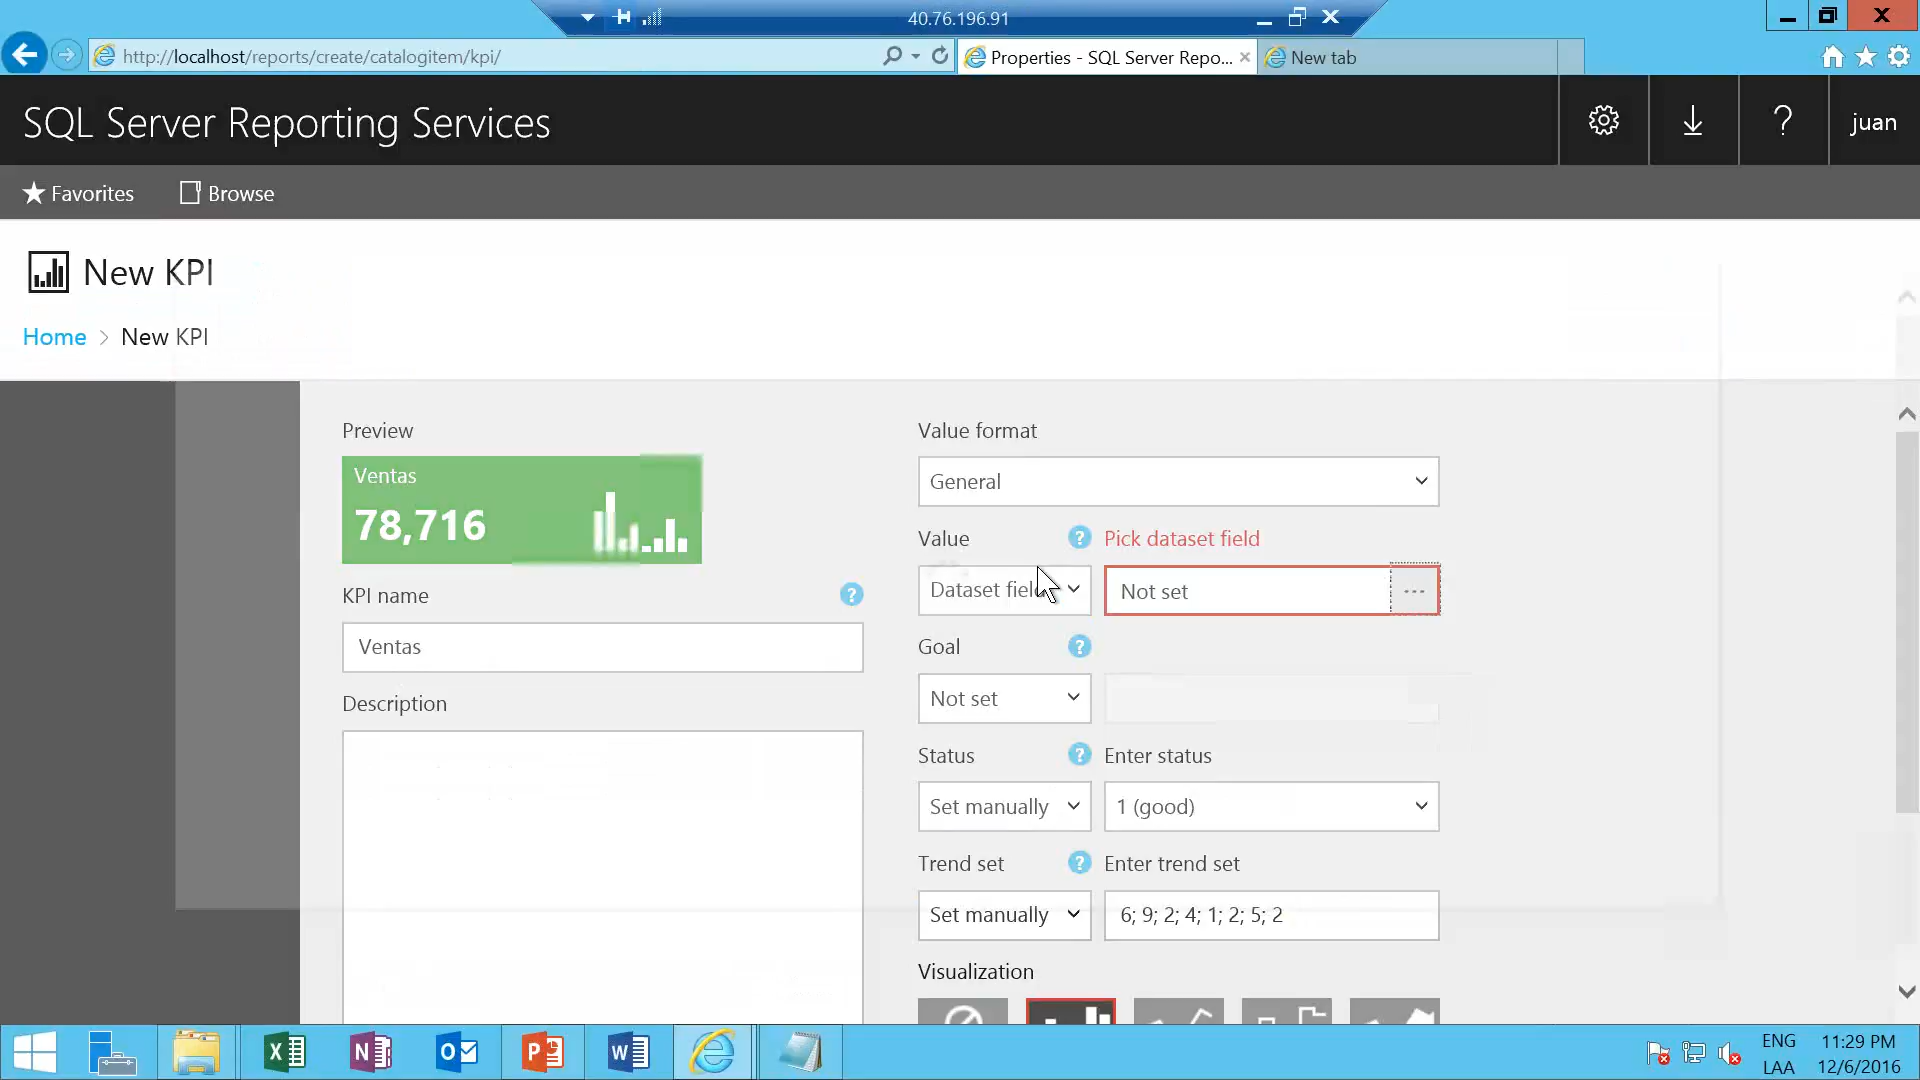 40.76.196.91
http://localhost/reports/create/catalogitem/kpi/
Properties - SQL Server Repo...
New tab
SQL Server Reporting Services
juan
Favorites
Browse
New KPI
Home > New KPI
Preview
Ventas
78,716
KPI name
Ventas
Description
Value format
General
Value
Pick dataset field
Dataset field
Not set
...
Goal
Not set
Status
Enter status
Set manually
1 (good)
Trend set
Enter trend set
Set manually
6; 9; 2; 4; 1; 2; 5; 2
Visualization
ENG
LAA
11:29 PM
12/6/2016